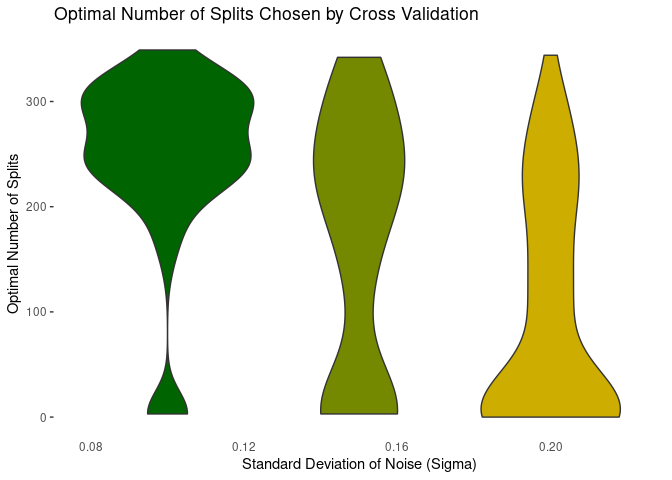 Optimal Number of Splits Chosen by Cross Validation
Optimal Number of Splits
300
200
100
0
0.08 0.12 0.16 0.20
Standard Deviation of Noise (Sigma)